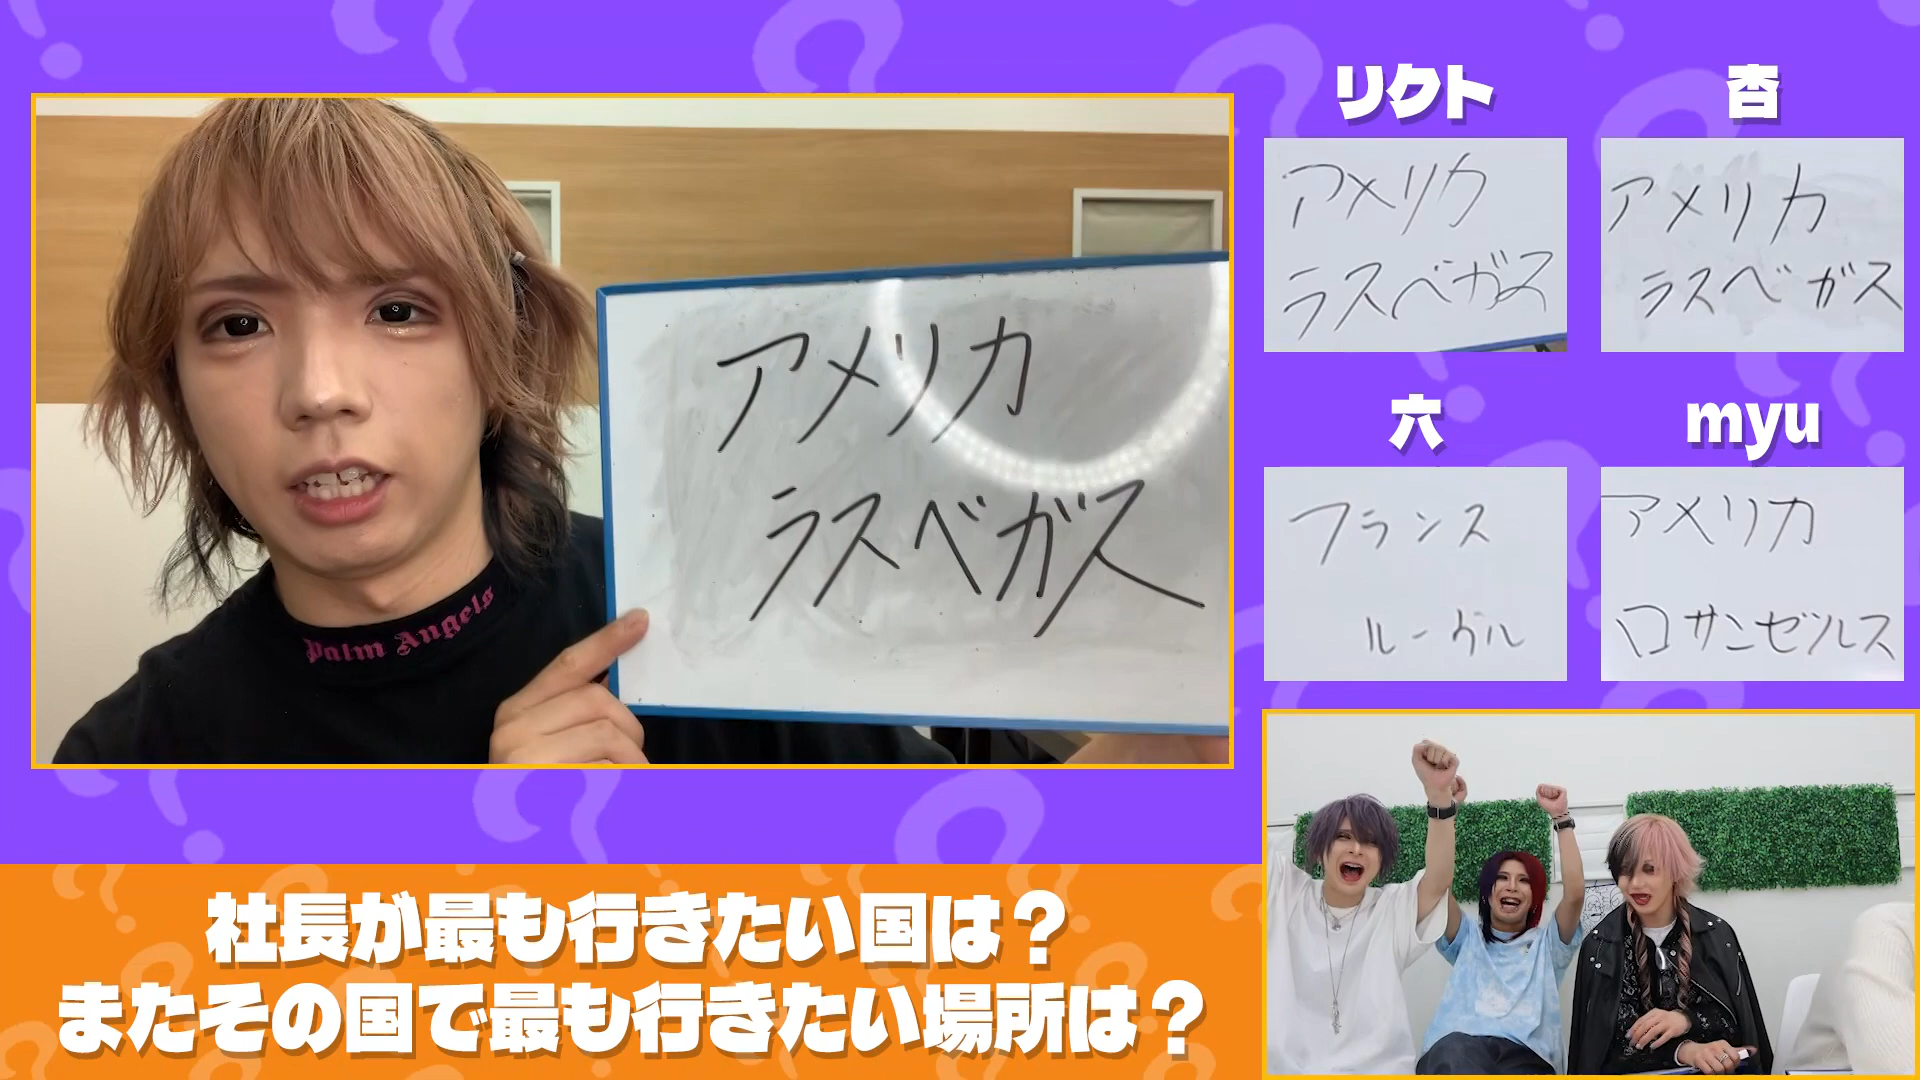 アメリカ
ラスベガス
Palm Angels
リクト
アメリカ
ラスベガス
杏
アメリカ
ラスベガス
六
フランス
ルーヴル
myu
アメリカ
ロサンゼルス
社長が最も行きたい国は？
またその国で最も行きたい場所は？